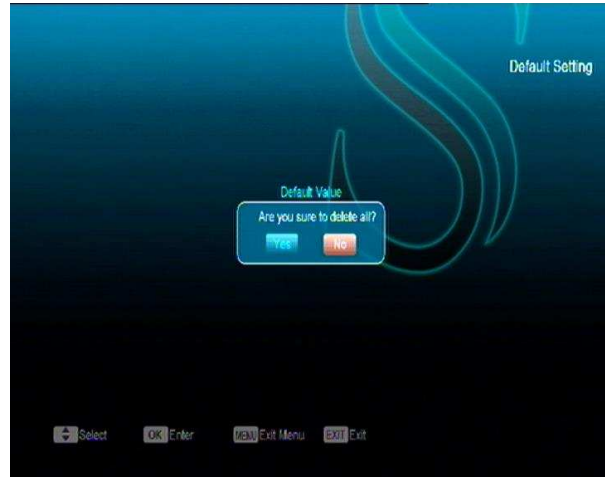 Default Setting
Default Value
Are you sure to delete all?
Yes No
Select OK Enter MENU Exit Menu EXIT Exit